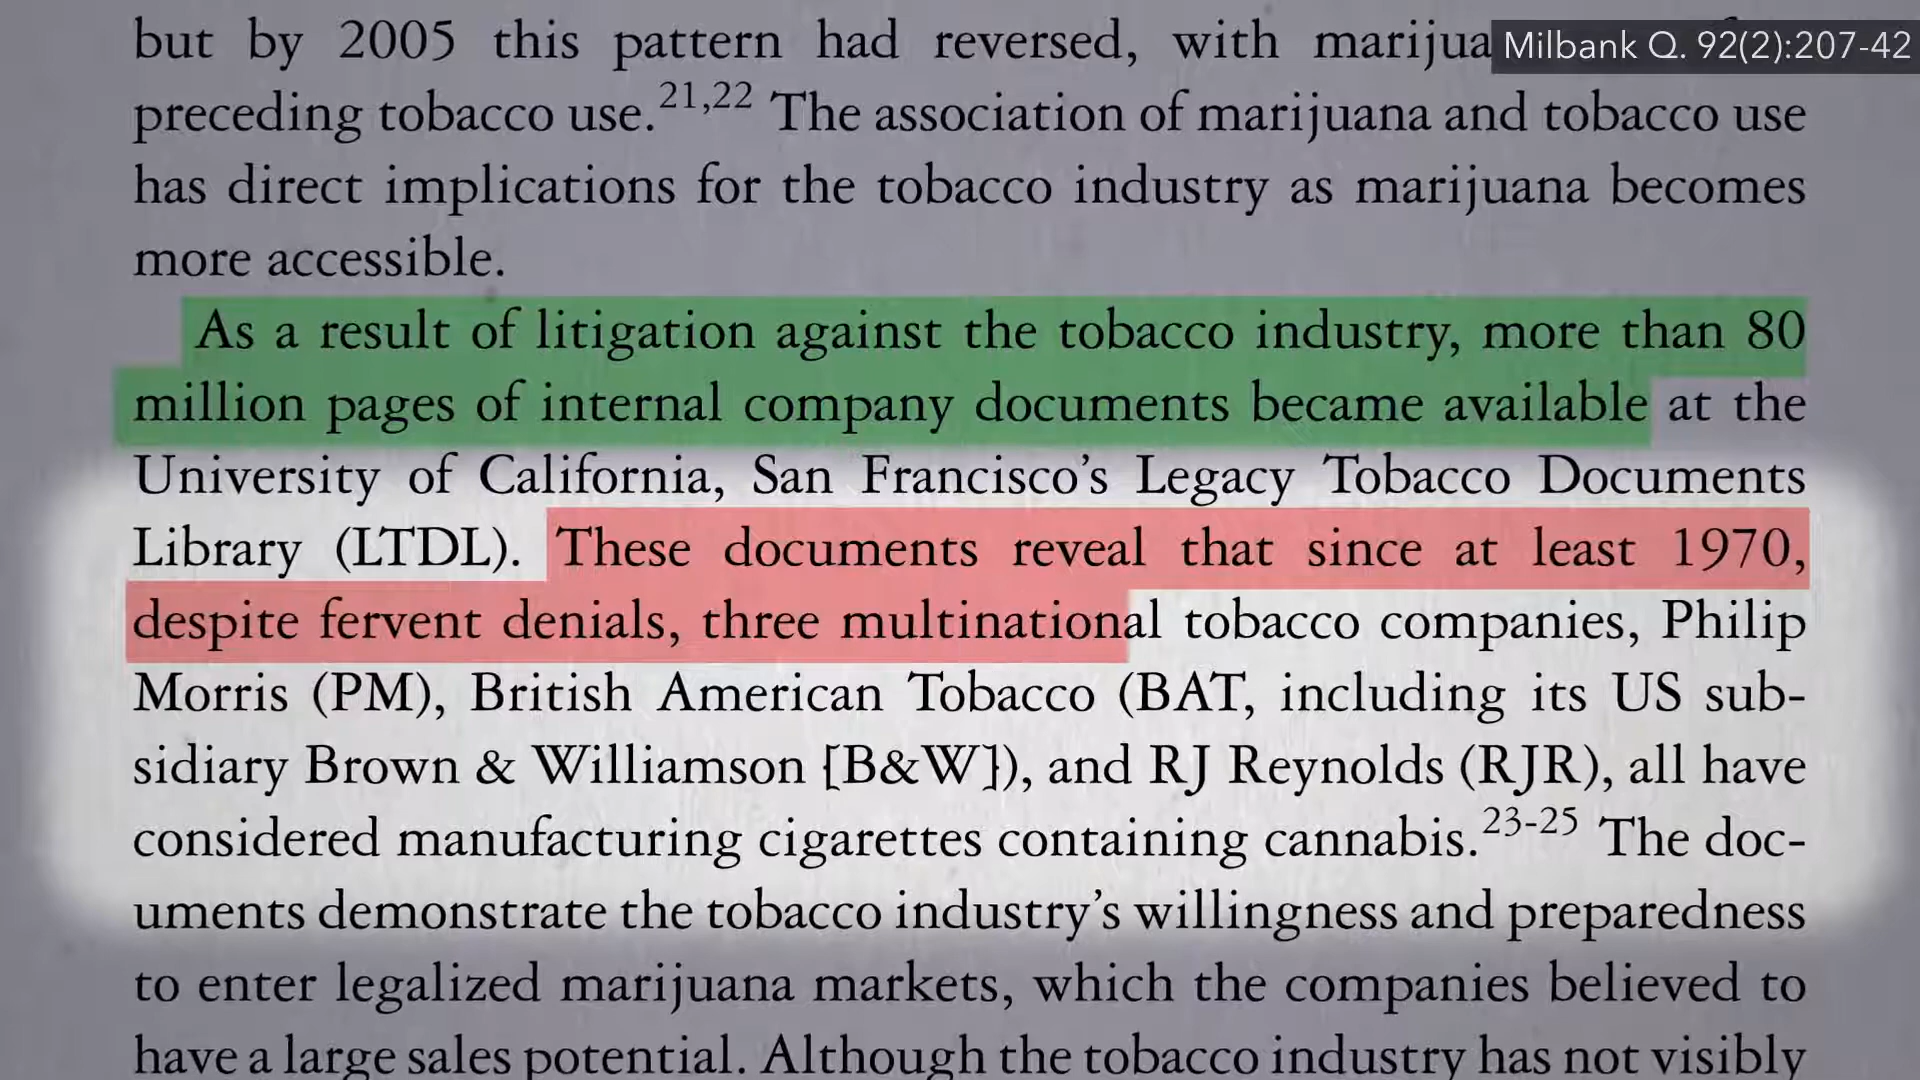 but by 2005 this pattern had reversed, with marijua
Milbank Q. 92(2):207-42
preceding tobacco use.21,22 The association of marijuana and tobacco use
has direct implications for the tobacco industry as marijuana becomes
more accessible.
As a result of litigation against the tobacco industry, more than 80
million pages of internal company documents became available at the
University of California, San Francisco’s Legacy Tobacco Documents
Library (LTDL). These documents reveal that since at least 1970,
despite fervent denials, three multinational tobacco companies, Philip
Morris (PM), British American Tobacco (BAT, including its US sub-
sidiary Brown & Williamson [B&W]), and RJ Reynolds (RJR), all have
considered manufacturing cigarettes containing cannabis.23-25 The doc-
uments demonstrate the tobacco industry’s willingness and preparedness
to enter legalized marijuana markets, which the companies believed to
have a large sales potential. Although the tobacco industry has not visibly